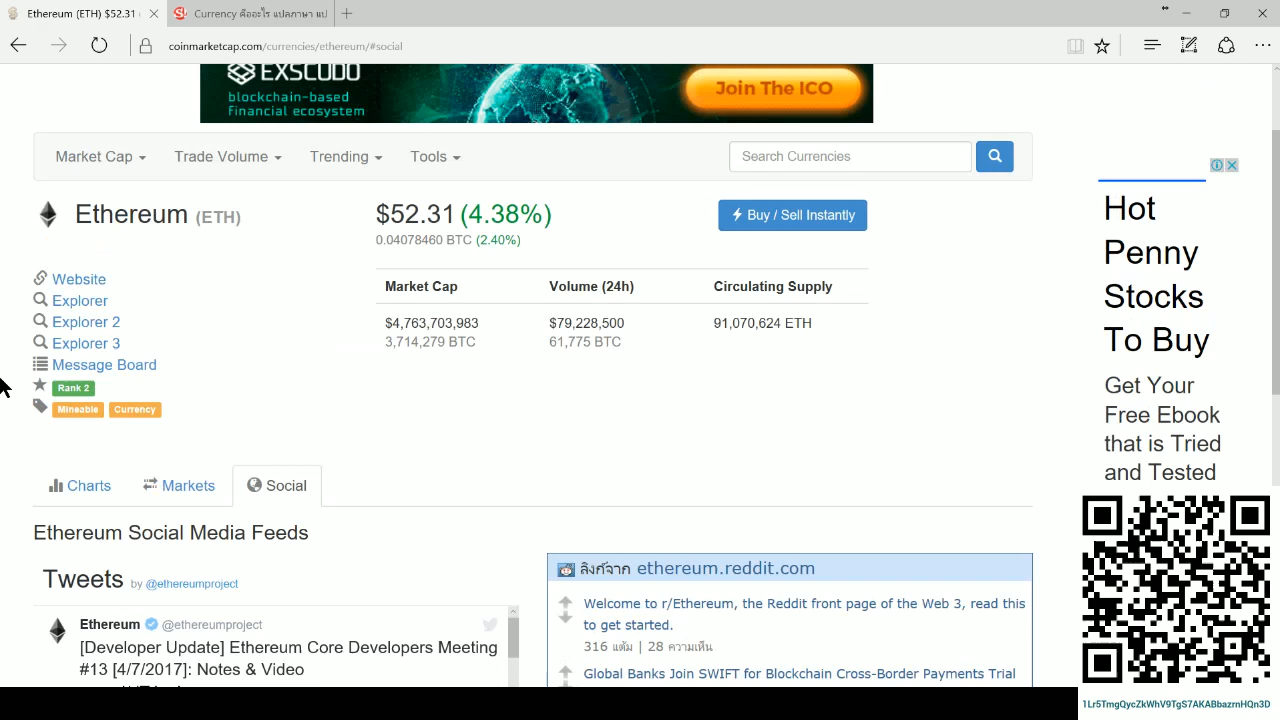 Ethereum (ETH) $52.31
Currency คืออะไร แปลภาษา แป
coinmarketcap.com/currencies/ethereum/#social
EXSCUDO
blockchain-based
financial ecosystem
Join The ICO
Market Cap
Trade Volume
Trending
Tools
Search Currencies
Ethereum (ETH)
$52.31 (4.38%)
0.04078460 BTC (2.40%)
Buy / Sell Instantly
Website
Explorer
Explorer 2
Explorer 3
Message Board
Rank 2
Mineable Currency
Market Cap Volume (24h) Circulating Supply
$4,763,703,983 $79,228,500 91,070,624 ETH
3,714,279 BTC 61,775 BTC
Hot
Penny
Stocks
To Buy
Get Your
Free Ebook
that is Tried
and Tested
Charts Markets Social
Ethereum Social Media Feeds
Tweets by @ethereumproject
Ethereum @ethereumproject
[Developer Update] Ethereum Core Developers Meeting
#13 [4/7/2017]: Notes & Video
ลิงก์จาก ethereum.reddit.com
Welcome to r/Ethereum, the Reddit front page of the Web 3, read this
to get started.
316 แต้ม | 28 ความเห็น
Global Banks Join SWIFT for Blockchain Cross-Border Payments Trial
1Lr5TmgQycZkWhV9TgS7AKABbazrnHQn3D